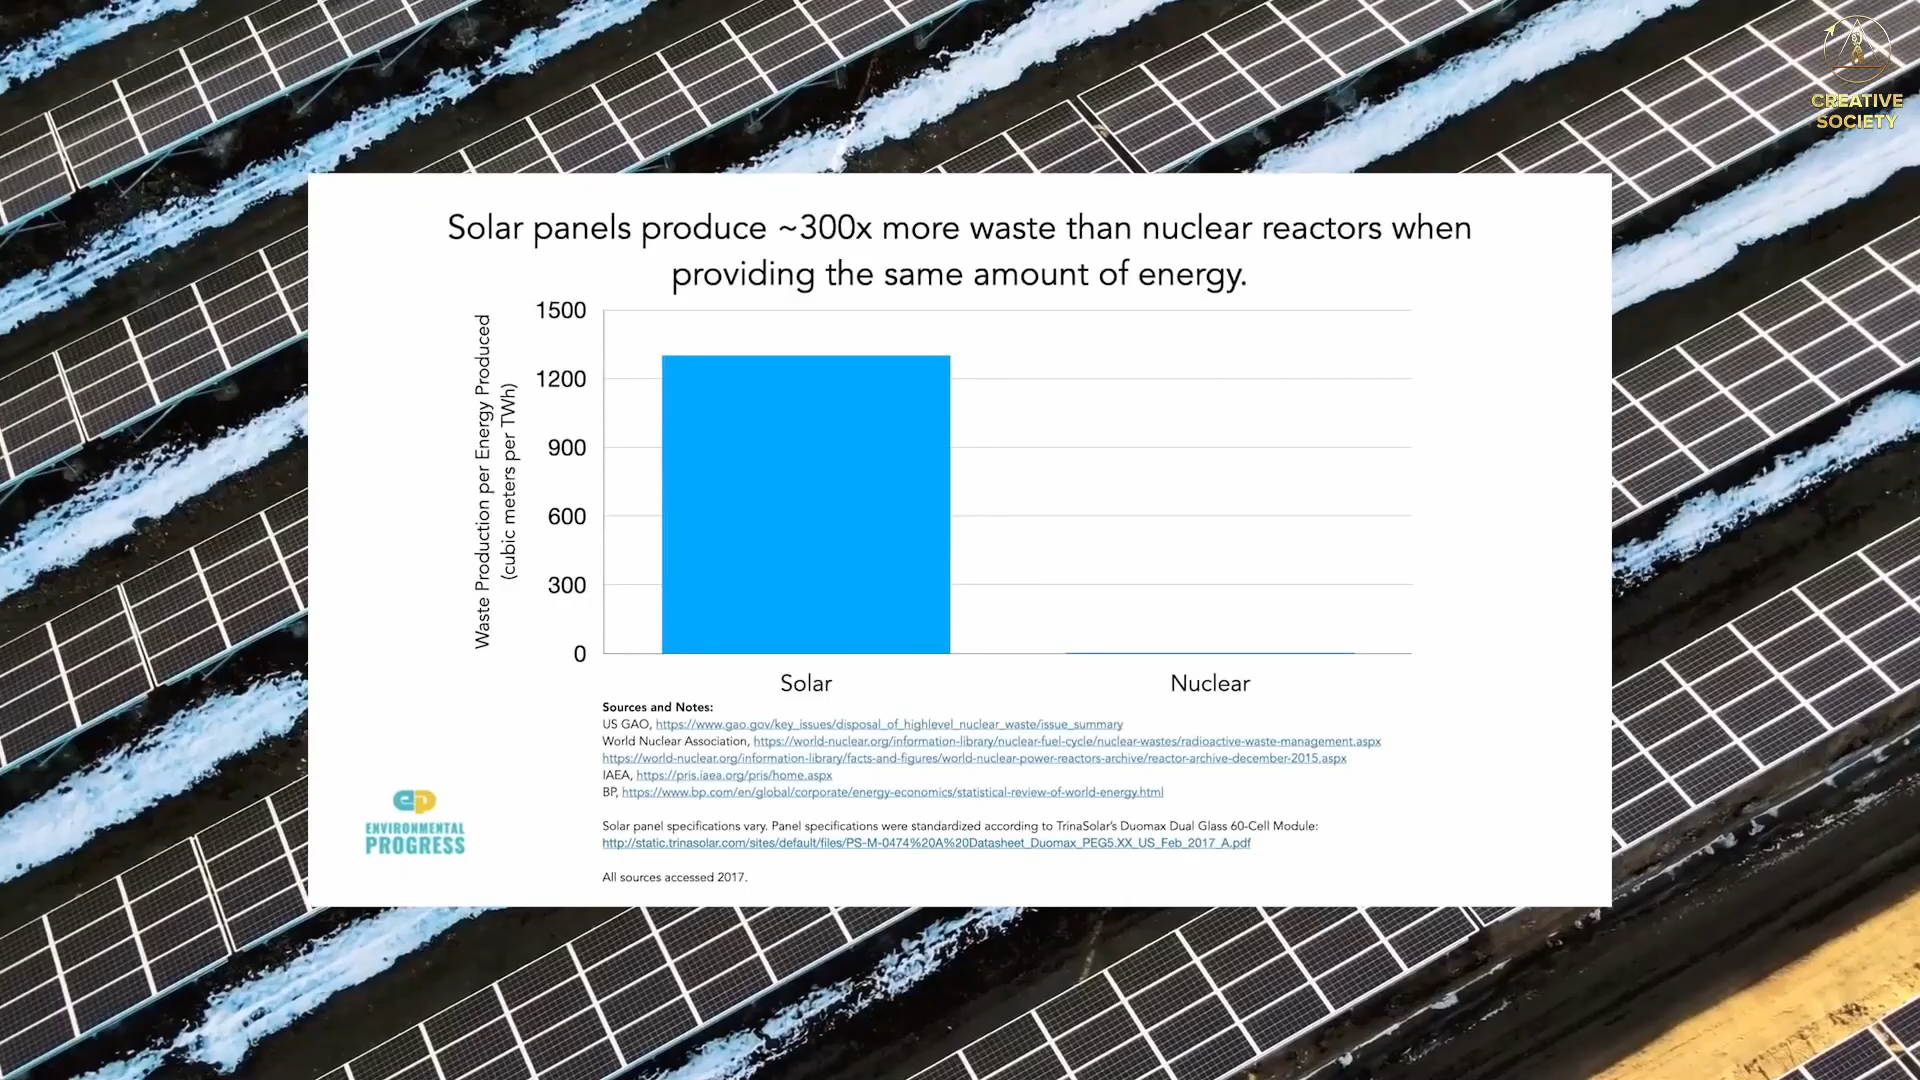 CREATIVE
SOCIETY
Solar panels produce ~300x more waste than nuclear reactors when
providing the same amount of energy.
Waste Production per Energy Produced
(cubic meters per TWh)
1500
1200
900
600
300
0
Solar
Nuclear
Sources and Notes:
US GAO, https://www.gao.gov/key_issues/disposal_of_highlevel_nuclear_waste/issue_summary
World Nuclear Association, https://world-nuclear.org/information-library/nuclear-fuel-cycle/nuclear-wastes/radioactive-waste-management.aspx
https://world-nuclear.org/information-library/facts-and-figures/world-nuclear-power-reactors-archive/reactor-archive-december-2015.aspx
IAEA, https://pris.iaea.org/pris/home.aspx
BP, https://www.bp.com/en/global/corporate/energy-economics/statistical-review-of-world-energy.html
Solar panel specifications vary. Panel specifications were standardized according to TrinaSolar's Duomax Dual Glass 60-Cell Module:
http://static.trinasolar.com/sites/default/files/PS-M-0474%20A%20Datasheet_Duomax_PEG5.XX_US_Feb_2017_A.pdf
All sources accessed 2017.
ep
ENVIRONMENTAL
PROGRESS